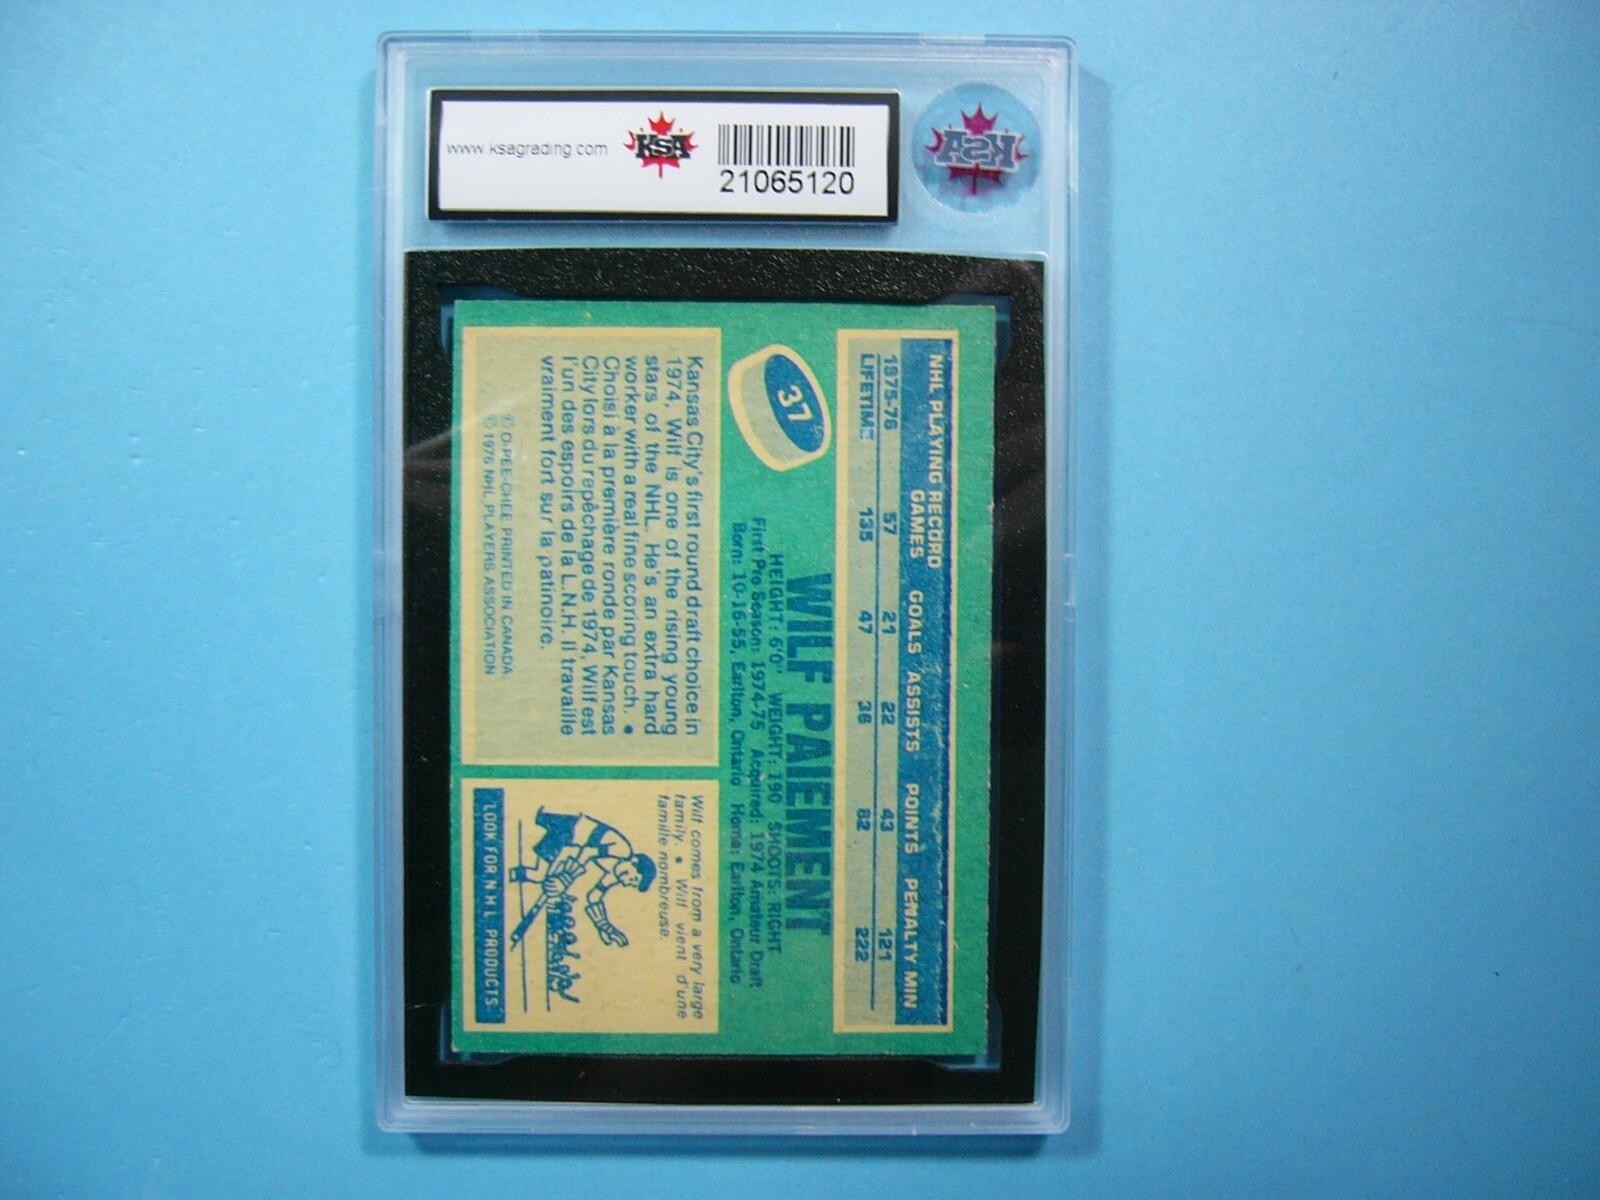 www.ksagrading.com
KSA
21065120
KSA
NHL PLAYING RECORD
GAMES GOALS ASSISTS POINTS PENALTY MIN
1975-76 57 21 22 43 121
LIFETIME 135 47 36 82 222
37
WILF PAIEMENT
HEIGHT: 6'0" WEIGHT: 190 SHOOTS: RIGHT
First Pro Season: 1974-75 Acquired: 1974 Amateur Draft
Born: 10-16-55, Earlton, Ontario Home: Earlton, Ontario
Kansas City's first round draft choice in
1974, Wilf is one of the rising young
stars of the NHL. He's an extra hard
worker with a real fine scoring touch. •
Choisi à la première ronde par Kansas
City lors du repêchage de 1974, Wilf est
l'un des espoirs de la L.N.H. Il travaille
vraiment fort sur la patinoire.
© O-PEE-CHEE PRINTED IN CANADA
© 1976 NHL PLAYERS ASSOCIATION
Wilf comes from a very large
family. • Wilf vient d'une
famille nombreuse.
LOOK FOR N H L PRODUCTS